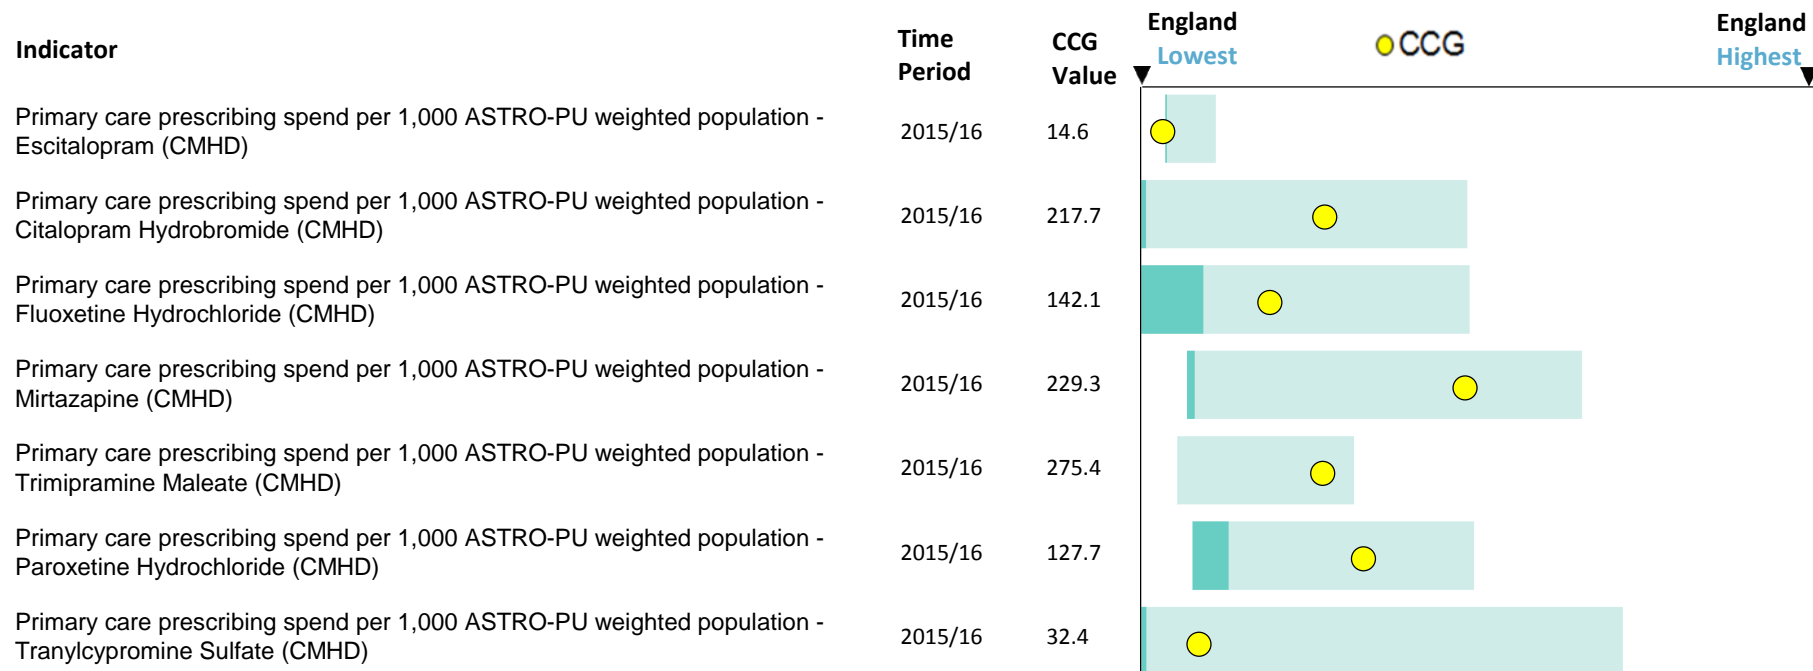 Indicator
Time
Period
CCG
Value
England
Lowest
CCG
England
Highest
Primary care prescribing spend per 1,000 ASTRO-PU weighted population -
Escitalopram (CMHD)
2015/16
14.6
Primary care prescribing spend per 1,000 ASTRO-PU weighted population -
Citalopram Hydrobromide (CMHD)
2015/16
217.7
Primary care prescribing spend per 1,000 ASTRO-PU weighted population -
Fluoxetine Hydrochloride (CMHD)
2015/16
142.1
Primary care prescribing spend per 1,000 ASTRO-PU weighted population -
Mirtazapine (CMHD)
2015/16
229.3
Primary care prescribing spend per 1,000 ASTRO-PU weighted population -
Trimipramine Maleate (CMHD)
2015/16
275.4
Primary care prescribing spend per 1,000 ASTRO-PU weighted population -
Paroxetine Hydrochloride (CMHD)
2015/16
127.7
Primary care prescribing spend per 1,000 ASTRO-PU weighted population -
Tranylcypromine Sulfate (CMHD)
2015/16
32.4